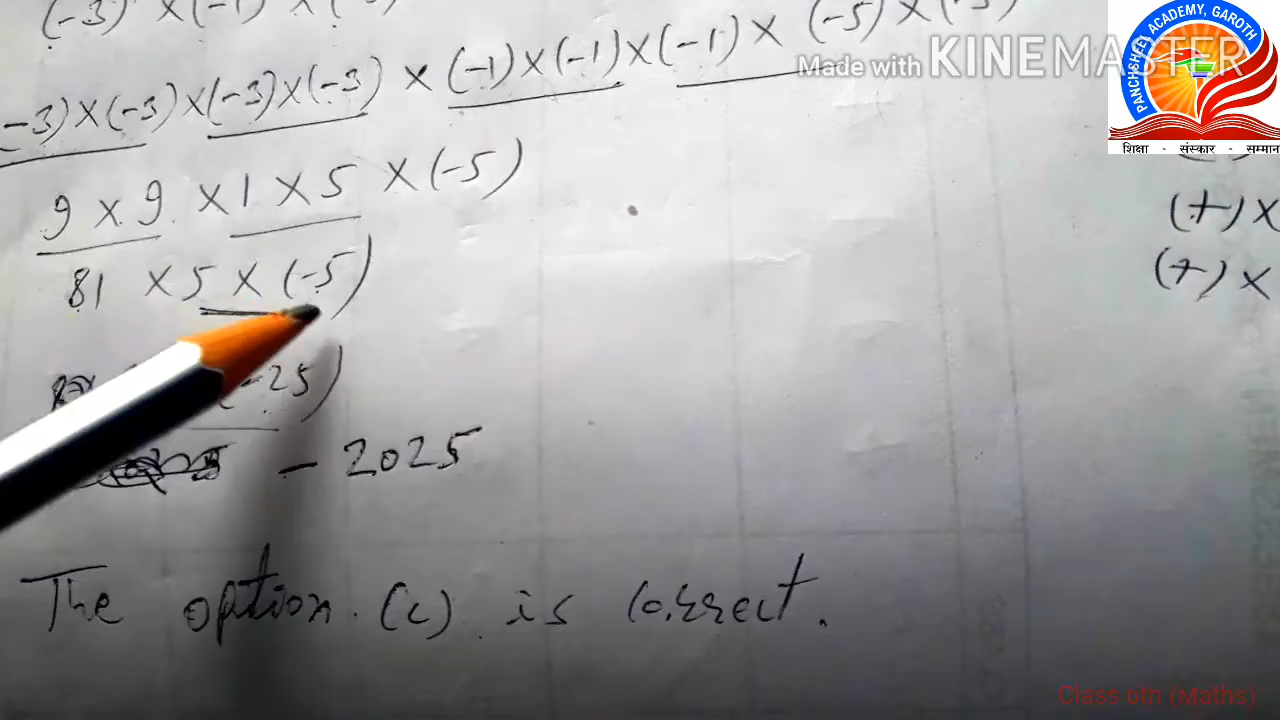 (-3) X (-1) X (-5)
-3) X (-3) X (-3) X (-3) X (-1) X (-1) X (-1) X (-5) X (-5)
9 X 9 X 1 X 5 X (-5)
81 X 5 X (-5)
(-25)
- 2025
The option (c) is correct.
(+) X
(+) X
Made with KINEMASTER
PANCHSHEEL ACADEMY, GAROTH
शिक्षा - संस्कार - सम्मान
Class 6th (Maths)